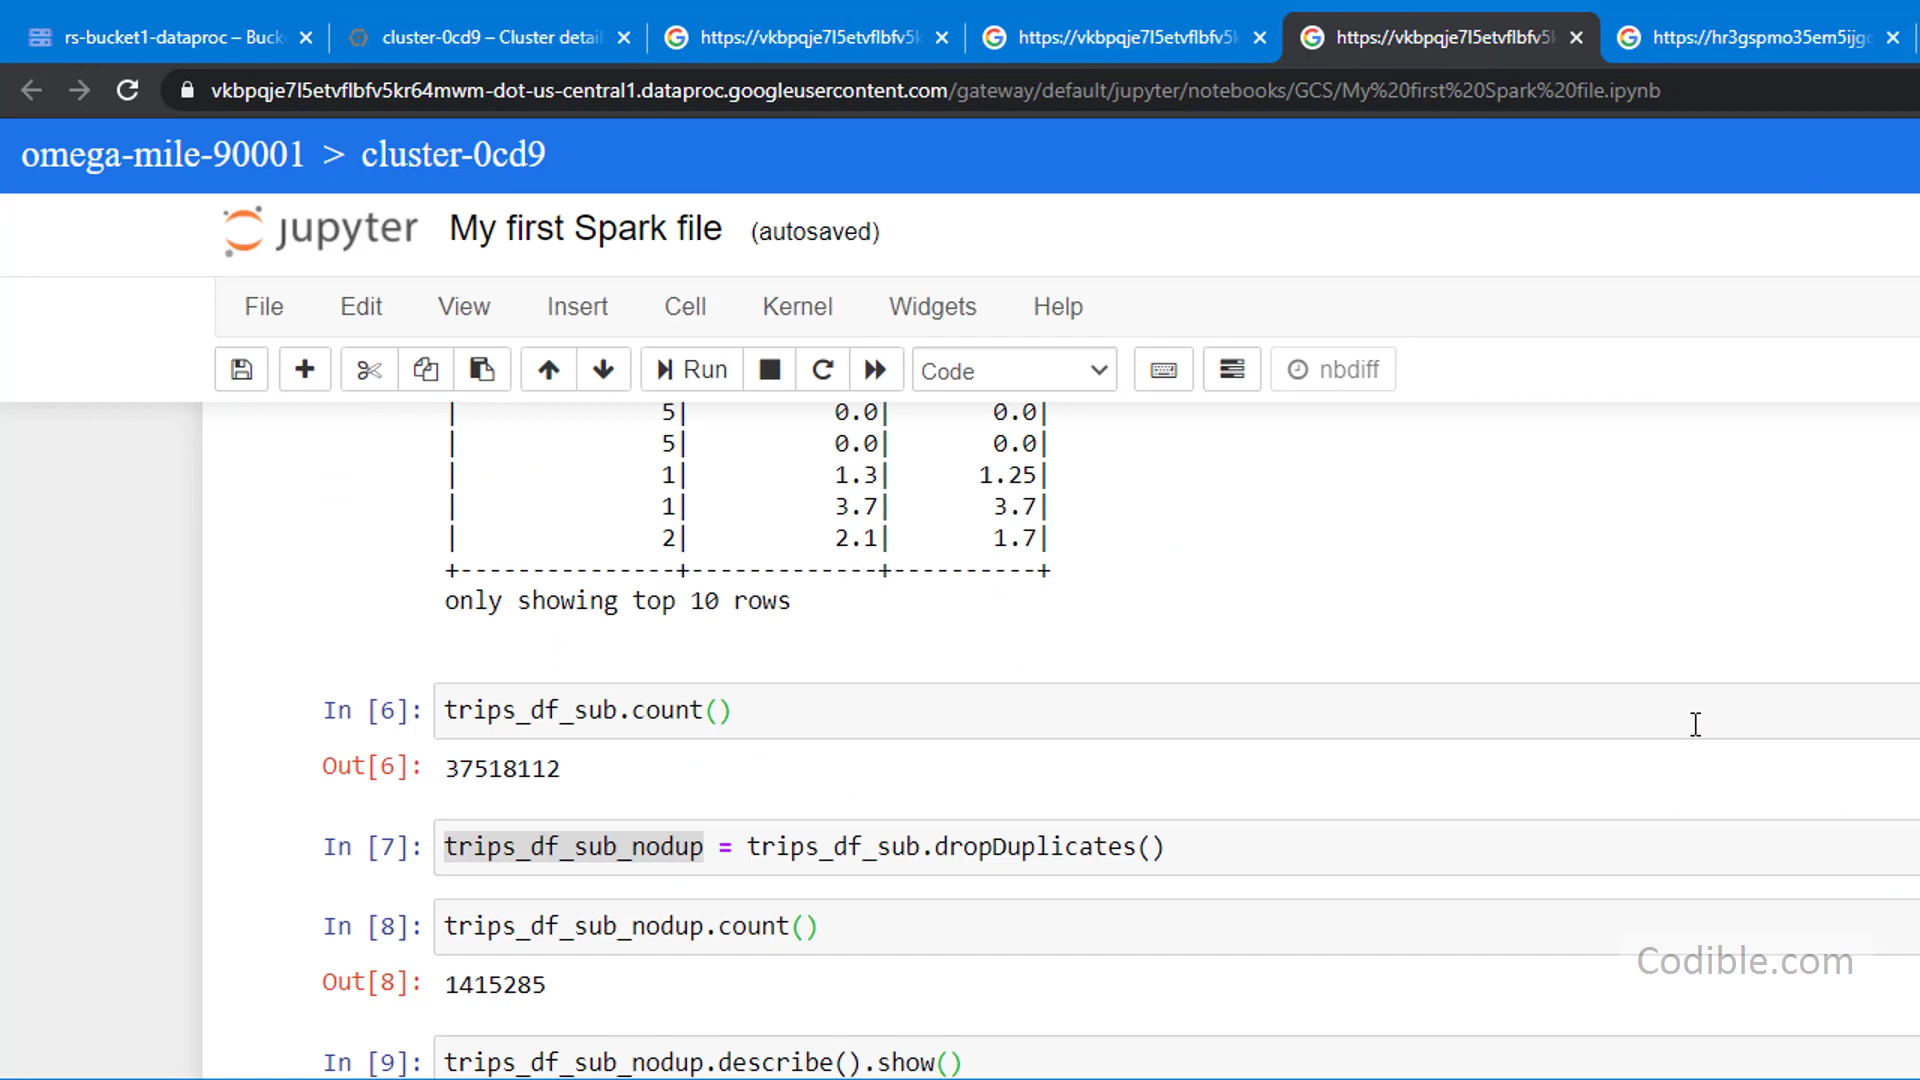 rs-bucket1-dataproc – Buck
cluster-0cd9 – Cluster detail
https://vkbpqje7l5etvflbfv5k
https://vkbpqje7l5etvflbfv5k
https://vkbpqje7l5etvflbfv5k
https://hr3gspmo35em5ijgc
vkbpqje7l5etvflbfv5kr64mwm-dot-us-central1.dataproc.googleusercontent.com/gateway/default/jupyter/notebooks/GCS/My%20first%20Spark%20file.ipynb
omega-mile-90001 > cluster-0cd9
jupyter My first Spark file (autosaved)
File Edit View Insert Cell Kernel Widgets Help
Run Code nbdiff
| 5| 0.0| 0.0|
| 5| 0.0| 0.0|
| 1| 1.3| 1.25|
| 1| 3.7| 3.7|
| 2| 2.1| 1.7|
+---------------+-------------+----------+
only showing top 10 rows
In [6]: trips_df_sub.count()
Out[6]: 37518112
In [7]: trips_df_sub_nodup = trips_df_sub.dropDuplicates()
In [8]: trips_df_sub_nodup.count()
Codible.com
Out[8]: 1415285
In [9]: trips_df_sub_nodup.describe().show()